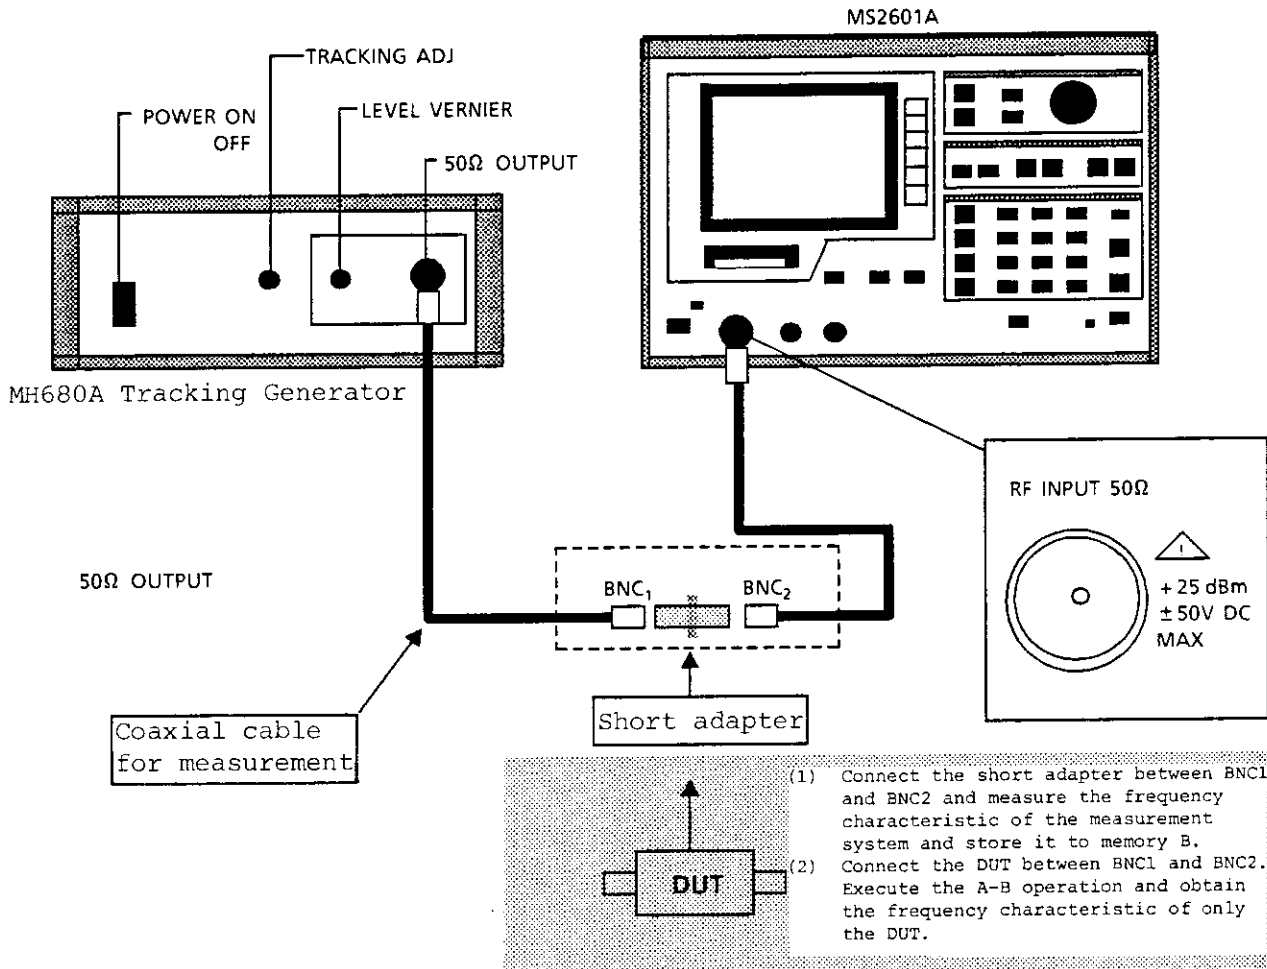 MS2601A
TRACKING ADJ
POWER ON
OFF
LEVEL VERNIER
50Ω OUTPUT
MH680A Tracking Generator
RF INPUT 50Ω
+25 dBm
±50V DC
MAX
50Ω OUTPUT
BNC₁
BNC₂
Coaxial cable
for measurement
Short adapter
DUT
(1) Connect the short adapter between BNC1
and BNC2 and measure the frequency
characteristic of the measurement
system and store it to memory B.
(2) Connect the DUT between BNC1 and BNC2.
Execute the A-B operation and obtain
the frequency characteristic of only
the DUT.